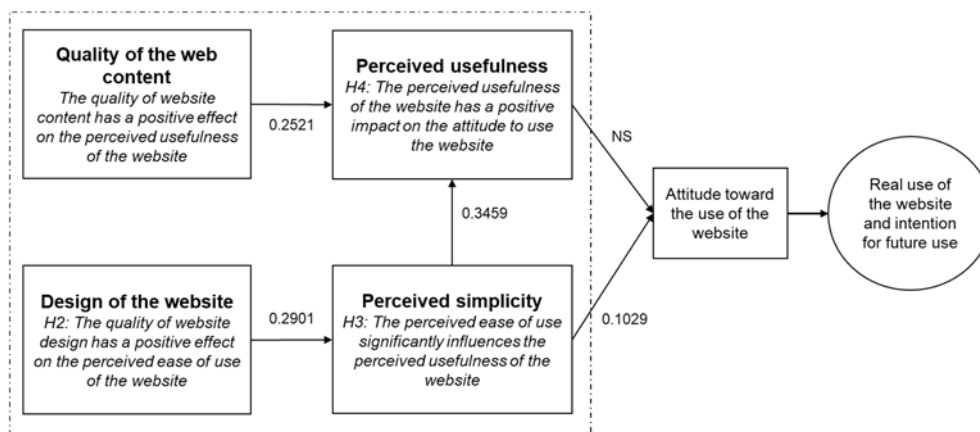 Quality of the web
content
The quality of website
content has a positive effect
on the perceived usefulness
of the website
0.2521
Perceived usefulness
H4: The perceived usefulness
of the website has a positive
impact on the attitude to use
the website
NS
0.3459
Attitude toward
the use of the
website
Real use of
the website
and intention
for future use
Design of the website
H2: The quality of website
design has a positive effect
on the perceived ease of use
of the website
0.2901
Perceived simplicity
H3: The perceived ease of use
significantly influences the
perceived usefulness of the
website
0.1029